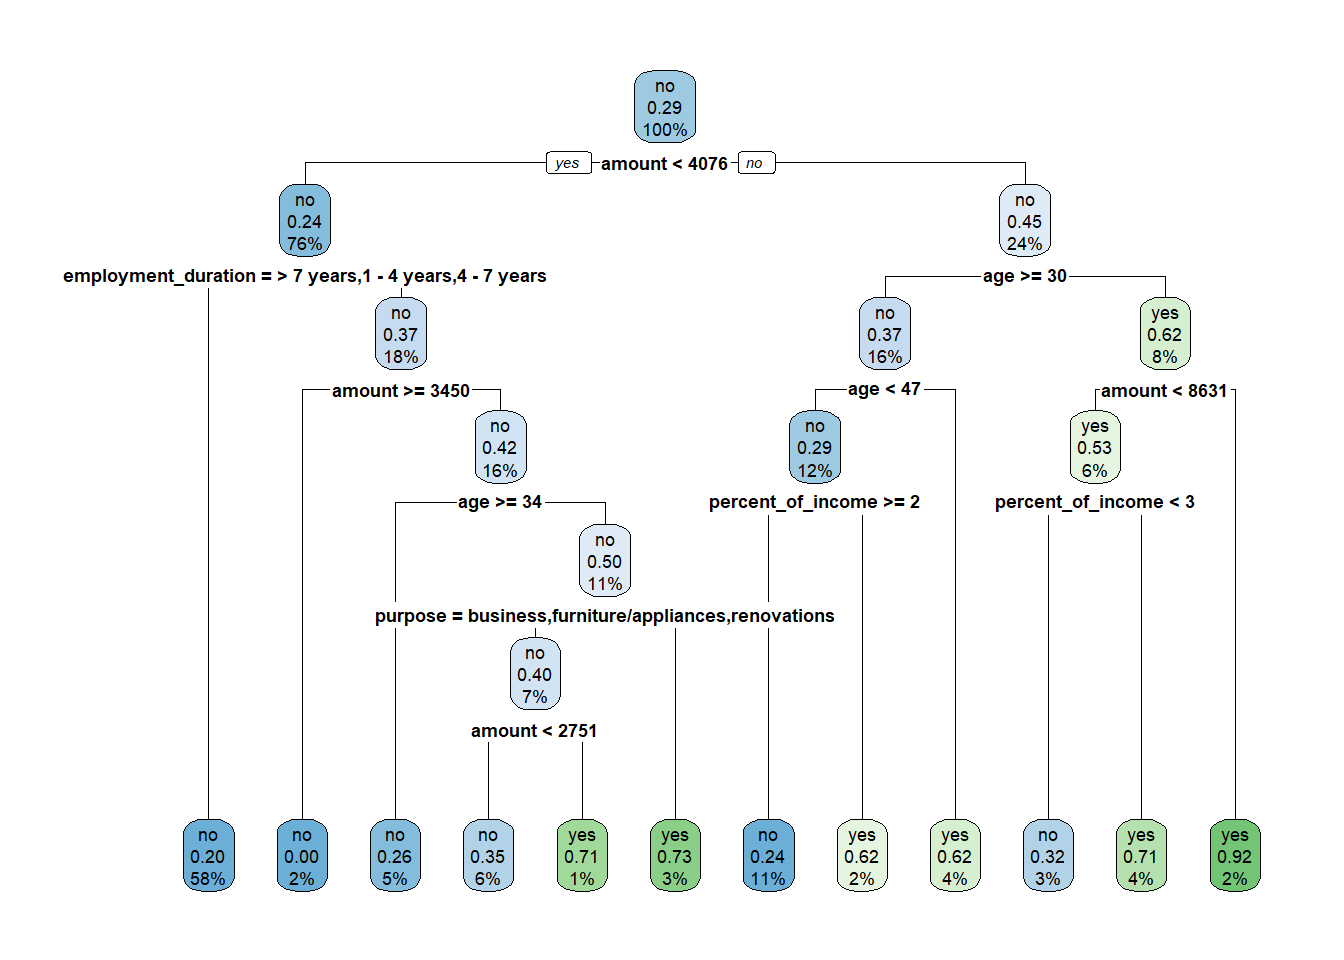 no
0.29
100%
yes
amount < 4076
no
no
0.24
76%
no
0.45
24%
employment_duration = > 7 years,1 - 4 years,4 - 7 years
age >= 30
no
0.37
18%
no
0.37
16%
yes
0.62
8%
amount >= 3450
age < 47
amount < 8631
no
0.42
16%
no
0.29
12%
yes
0.53
6%
age >= 34
percent_of_income >= 2
percent_of_income < 3
no
0.50
11%
purpose = business,furniture/appliances,renovations
no
0.40
7%
amount < 2751
no
0.20
58%
no
0.00
2%
no
0.26
5%
no
0.35
6%
yes
0.71
1%
yes
0.73
3%
no
0.24
11%
yes
0.62
2%
yes
0.62
4%
no
0.32
3%
yes
0.71
4%
yes
0.92
2%